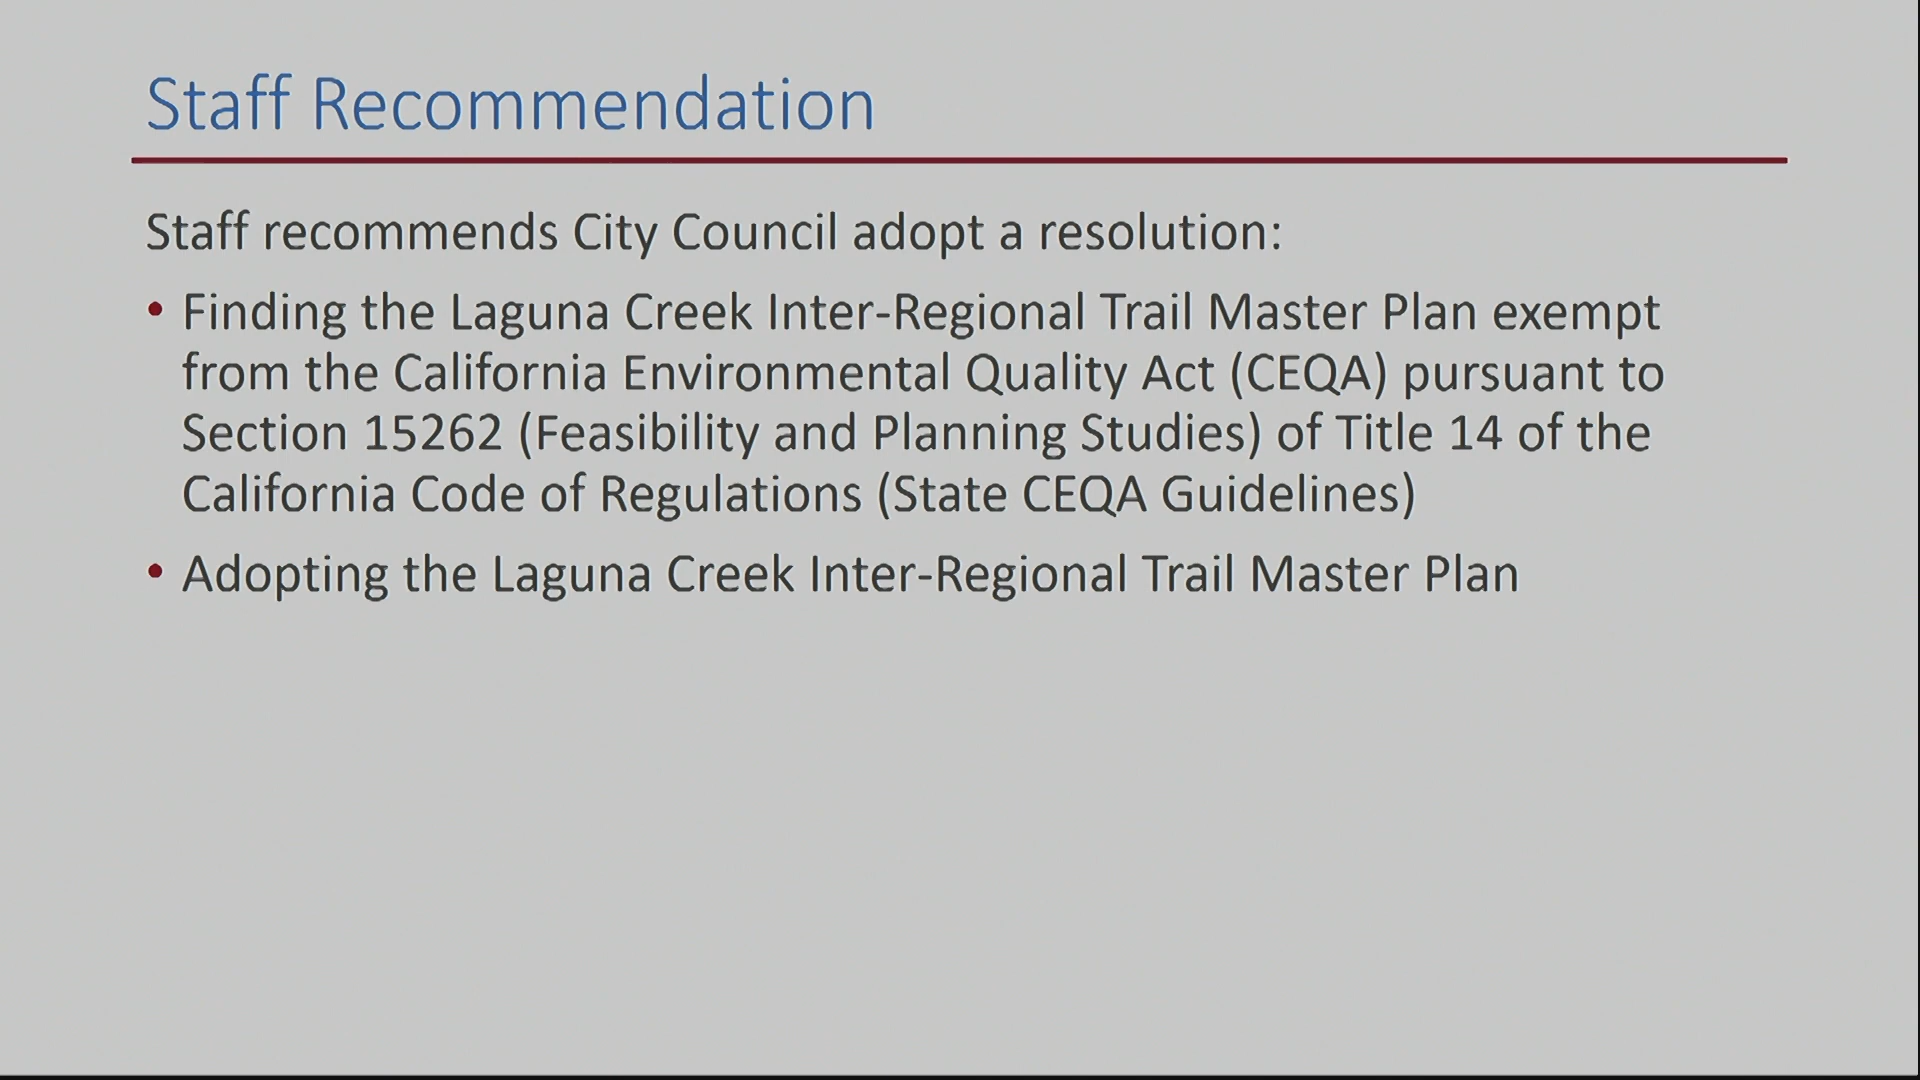 Staff Recommendation
Staff recommends City Council adopt a resolution:
• Finding the Laguna Creek Inter-Regional Trail Master Plan exempt
from the California Environmental Quality Act (CEQA) pursuant to
Section 15262 (Feasibility and Planning Studies) of Title 14 of the
California Code of Regulations (State CEQA Guidelines)
• Adopting the Laguna Creek Inter-Regional Trail Master Plan